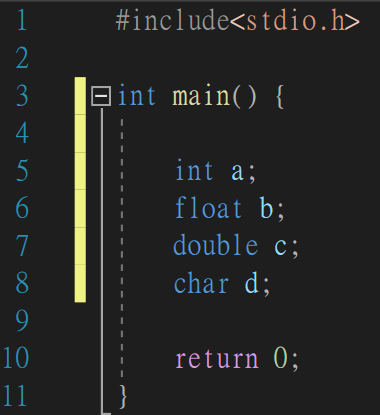 1 #include<stdio.h>
2
3 int main() {
4
5 int a;
6 float b;
7 double c;
8 char d;
9
10 return 0;
11 }